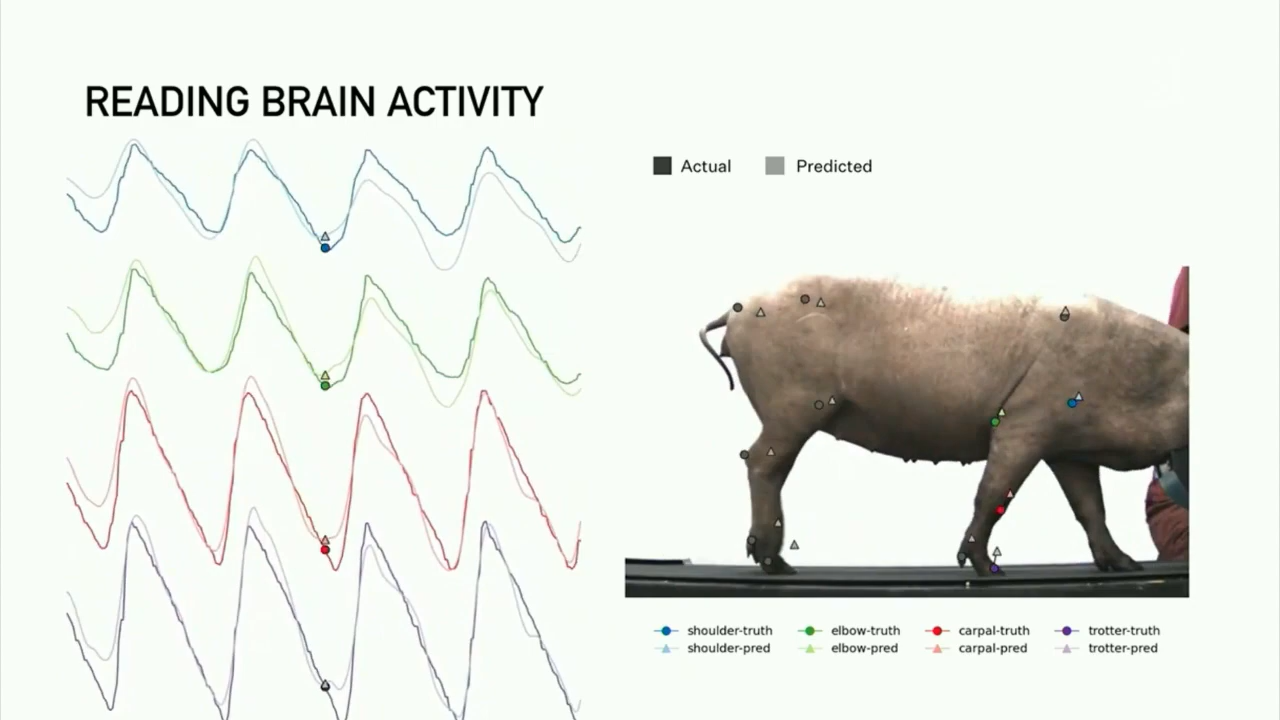 READING BRAIN ACTIVITY
Actual Predicted
shoulder-truth elbow-truth carpal-truth trotter-truth
shoulder-pred elbow-pred carpal-pred trotter-pred